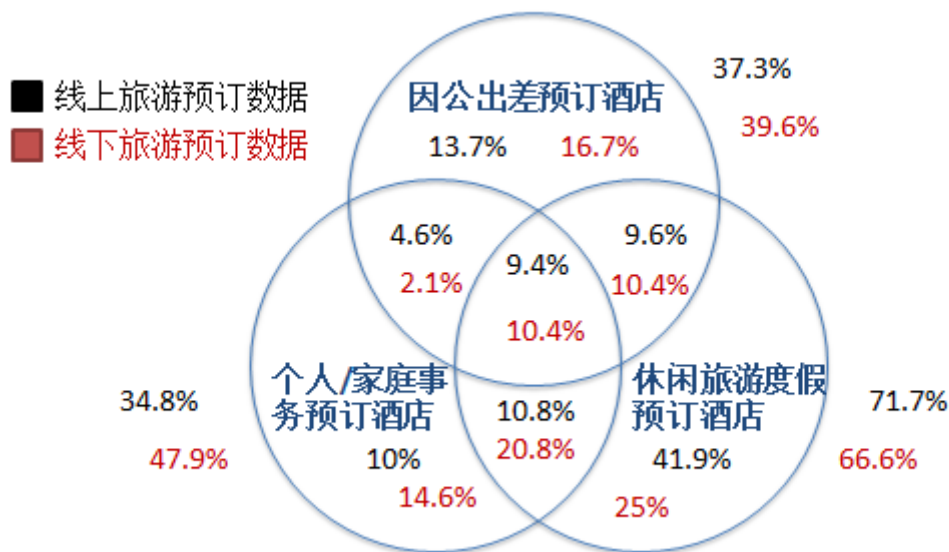 线上旅游预订数据
线下旅游预订数据
因公出差预订酒店
13.7%
16.7%
37.3%
39.6%
4.6%
2.1%
9.4%
10.4%
9.6%
10.4%
个人/家庭事
务预订酒店
10%
14.6%
34.8%
47.9%
10.8%
20.8%
休闲旅游度假
预订酒店
41.9%
25%
71.7%
66.6%